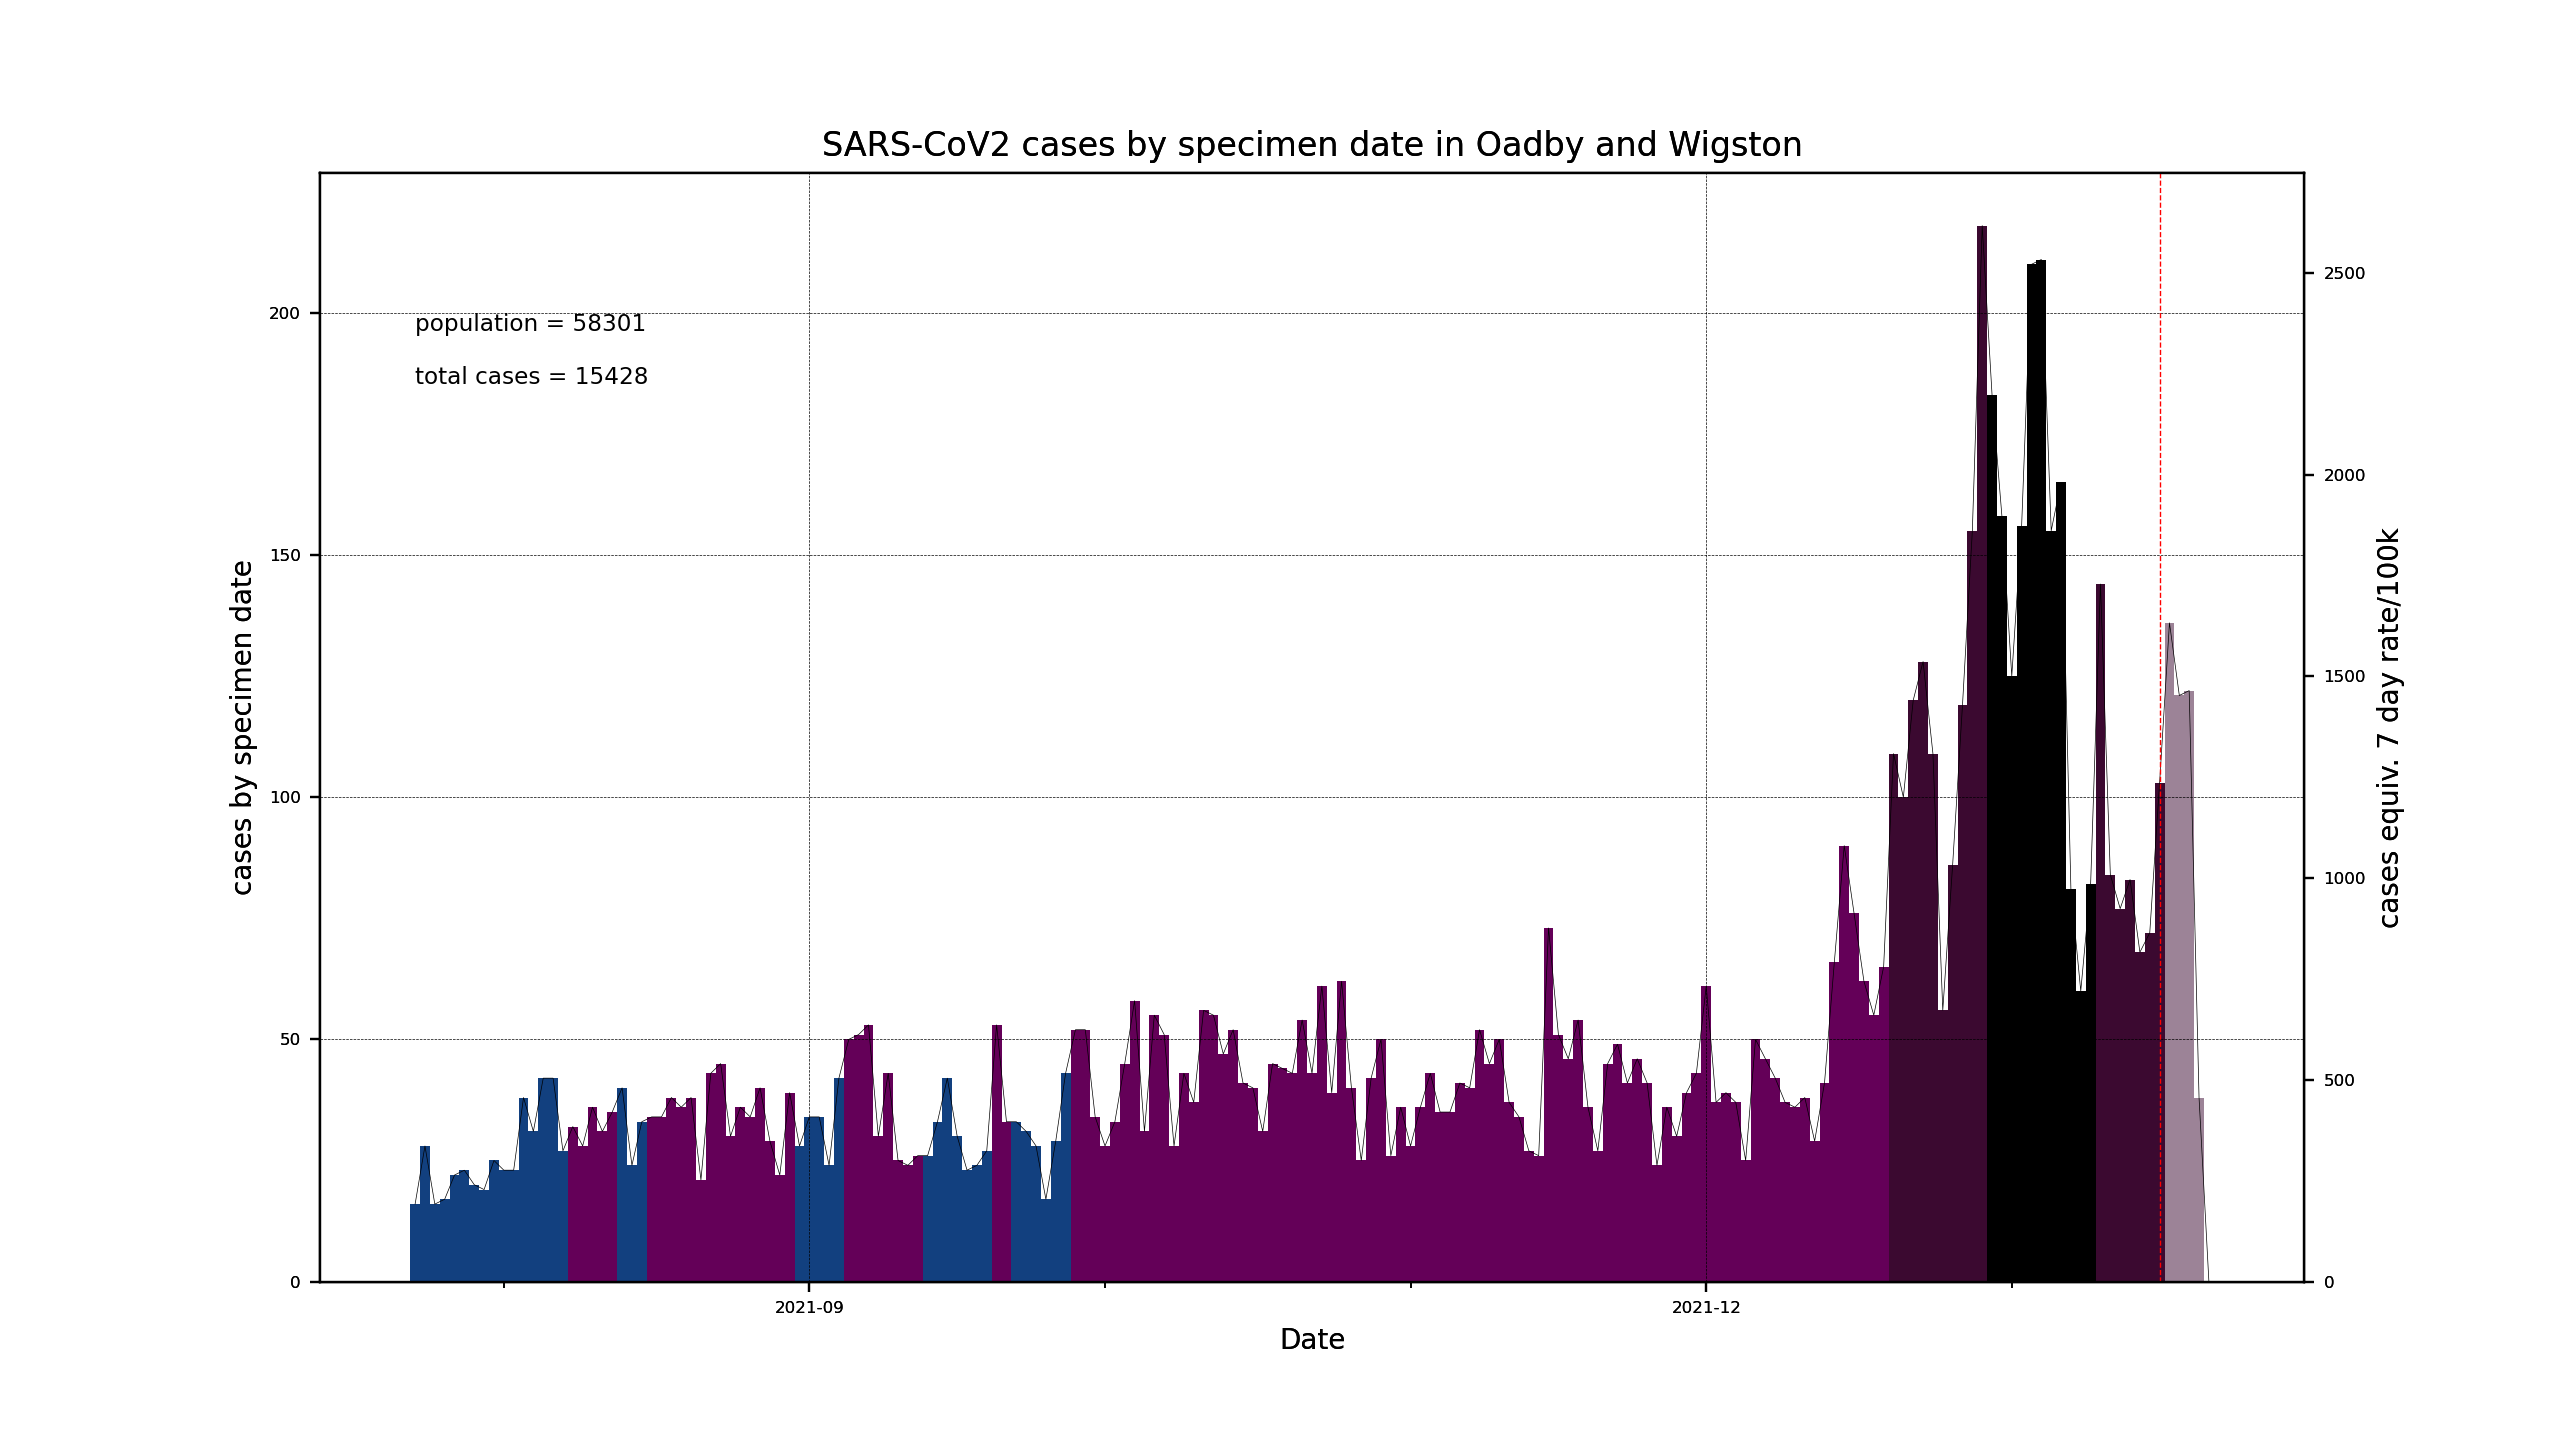 SARS-CoV2 cases by specimen date in Oadby and Wigston
population = 58301
total cases = 15428
cases by specimen date
200
150
100
50
0
2500
2000
1500
1000
500
0
cases equiv. 7 day rate/100k
2021-09
2021-12
Date